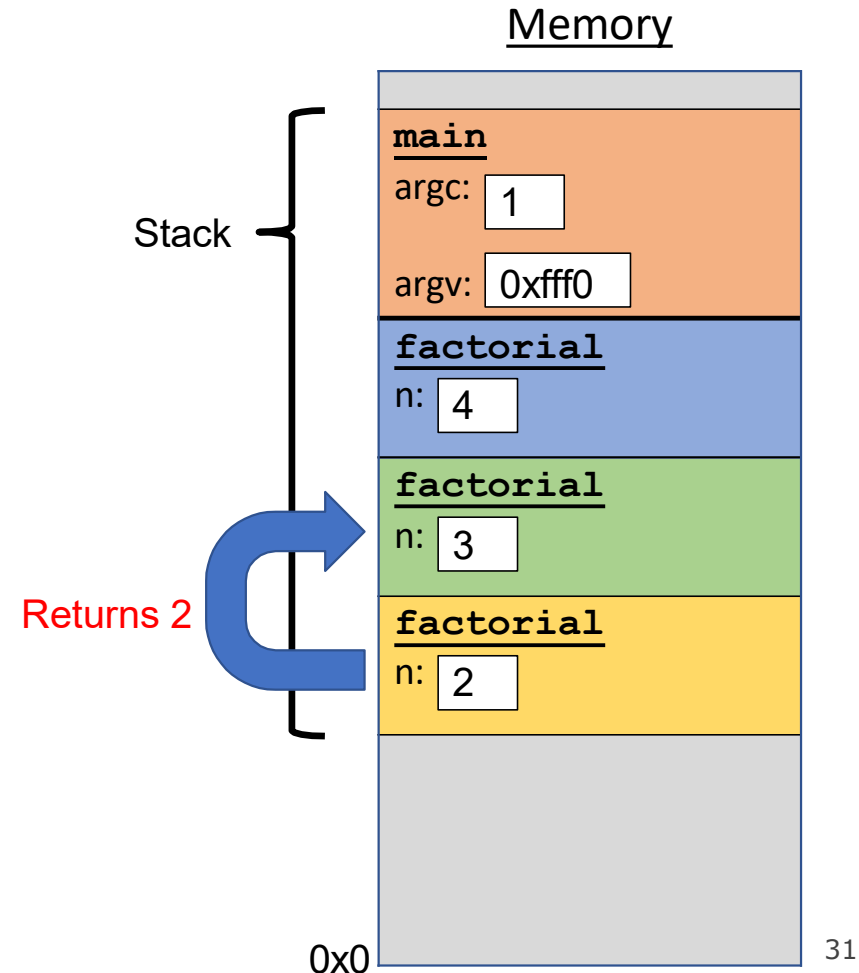 Memory
main
argc: 1
Stack
argv: 0xfff0
factorial
n: 4
factorial
n: 3
Returns 2
factorial
n: 2
0x0
31